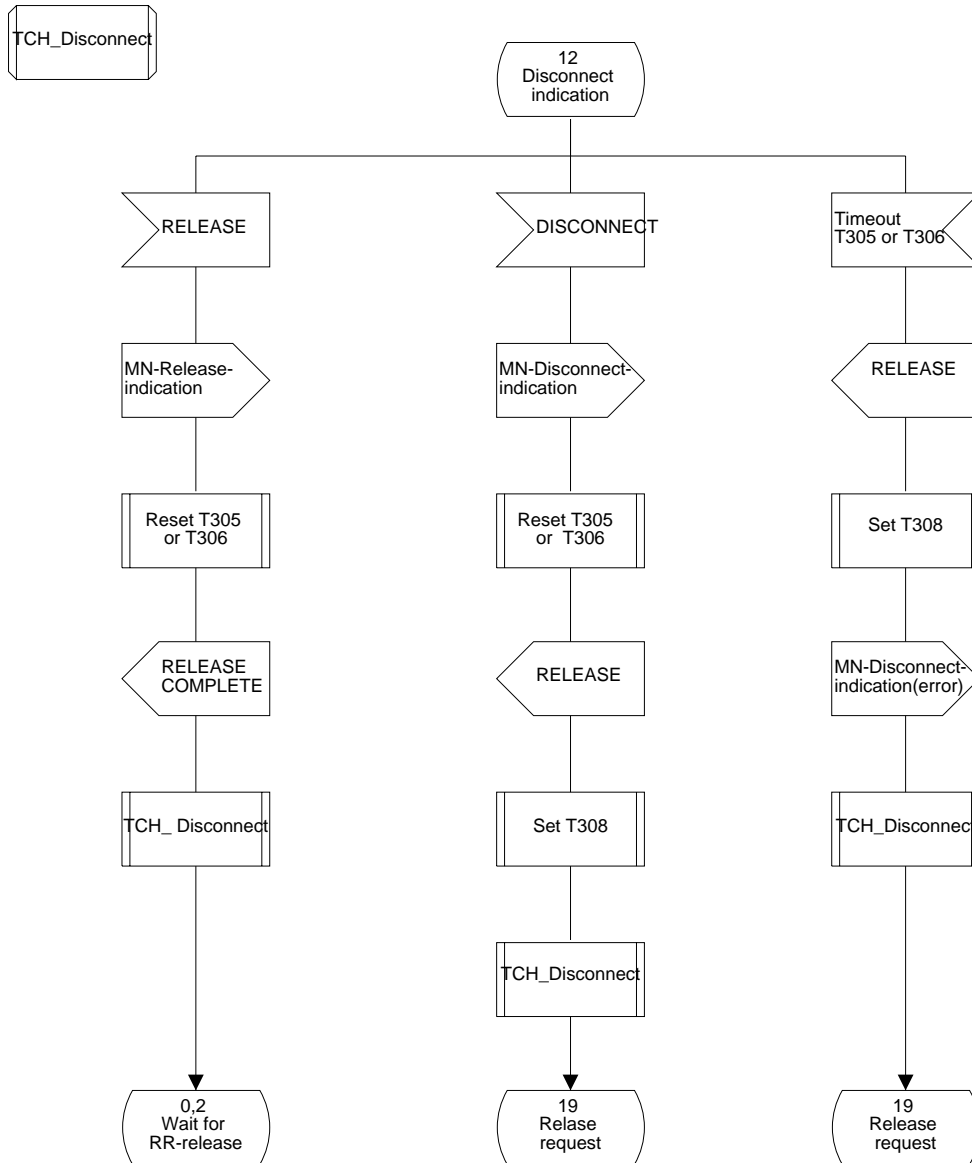 TCH_Disconnect
12
Disconnect
indication
RELEASE
DISCONNECT
Timeout
T305 or T306
MN-Release-
indication
MN-Disconnect-
indication
RELEASE
Reset T305
or T306
Reset T305
or T306
Set T308
RELEASE
COMPLETE
RELEASE
MN-Disconnect-
indication(error)
TCH_ Disconnect
Set T308
TCH_Disconnect
TCH_Disconnect
0,2
Wait for
RR-release
19
Relase
request
19
Release
request